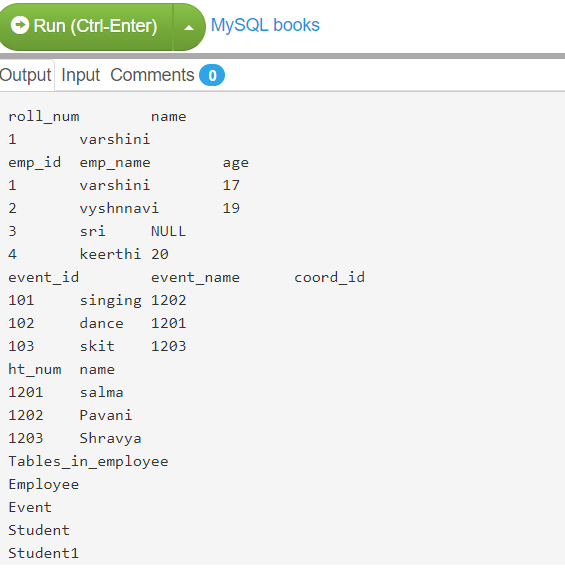 Run (Ctrl-Enter) MySQL books
Output Input Comments 0
roll_num name
1 varshini
emp_id emp_name age
1 varshini 17
2 vyshnnavi 19
3 sri NULL
4 keerthi 20
event_id event_name coord_id
101 singing 1202
102 dance 1201
103 skit 1203
ht_num name
1201 salma
1202 Pavani
1203 Shravya
Tables_in_employee
Employee
Event
Student
Student1